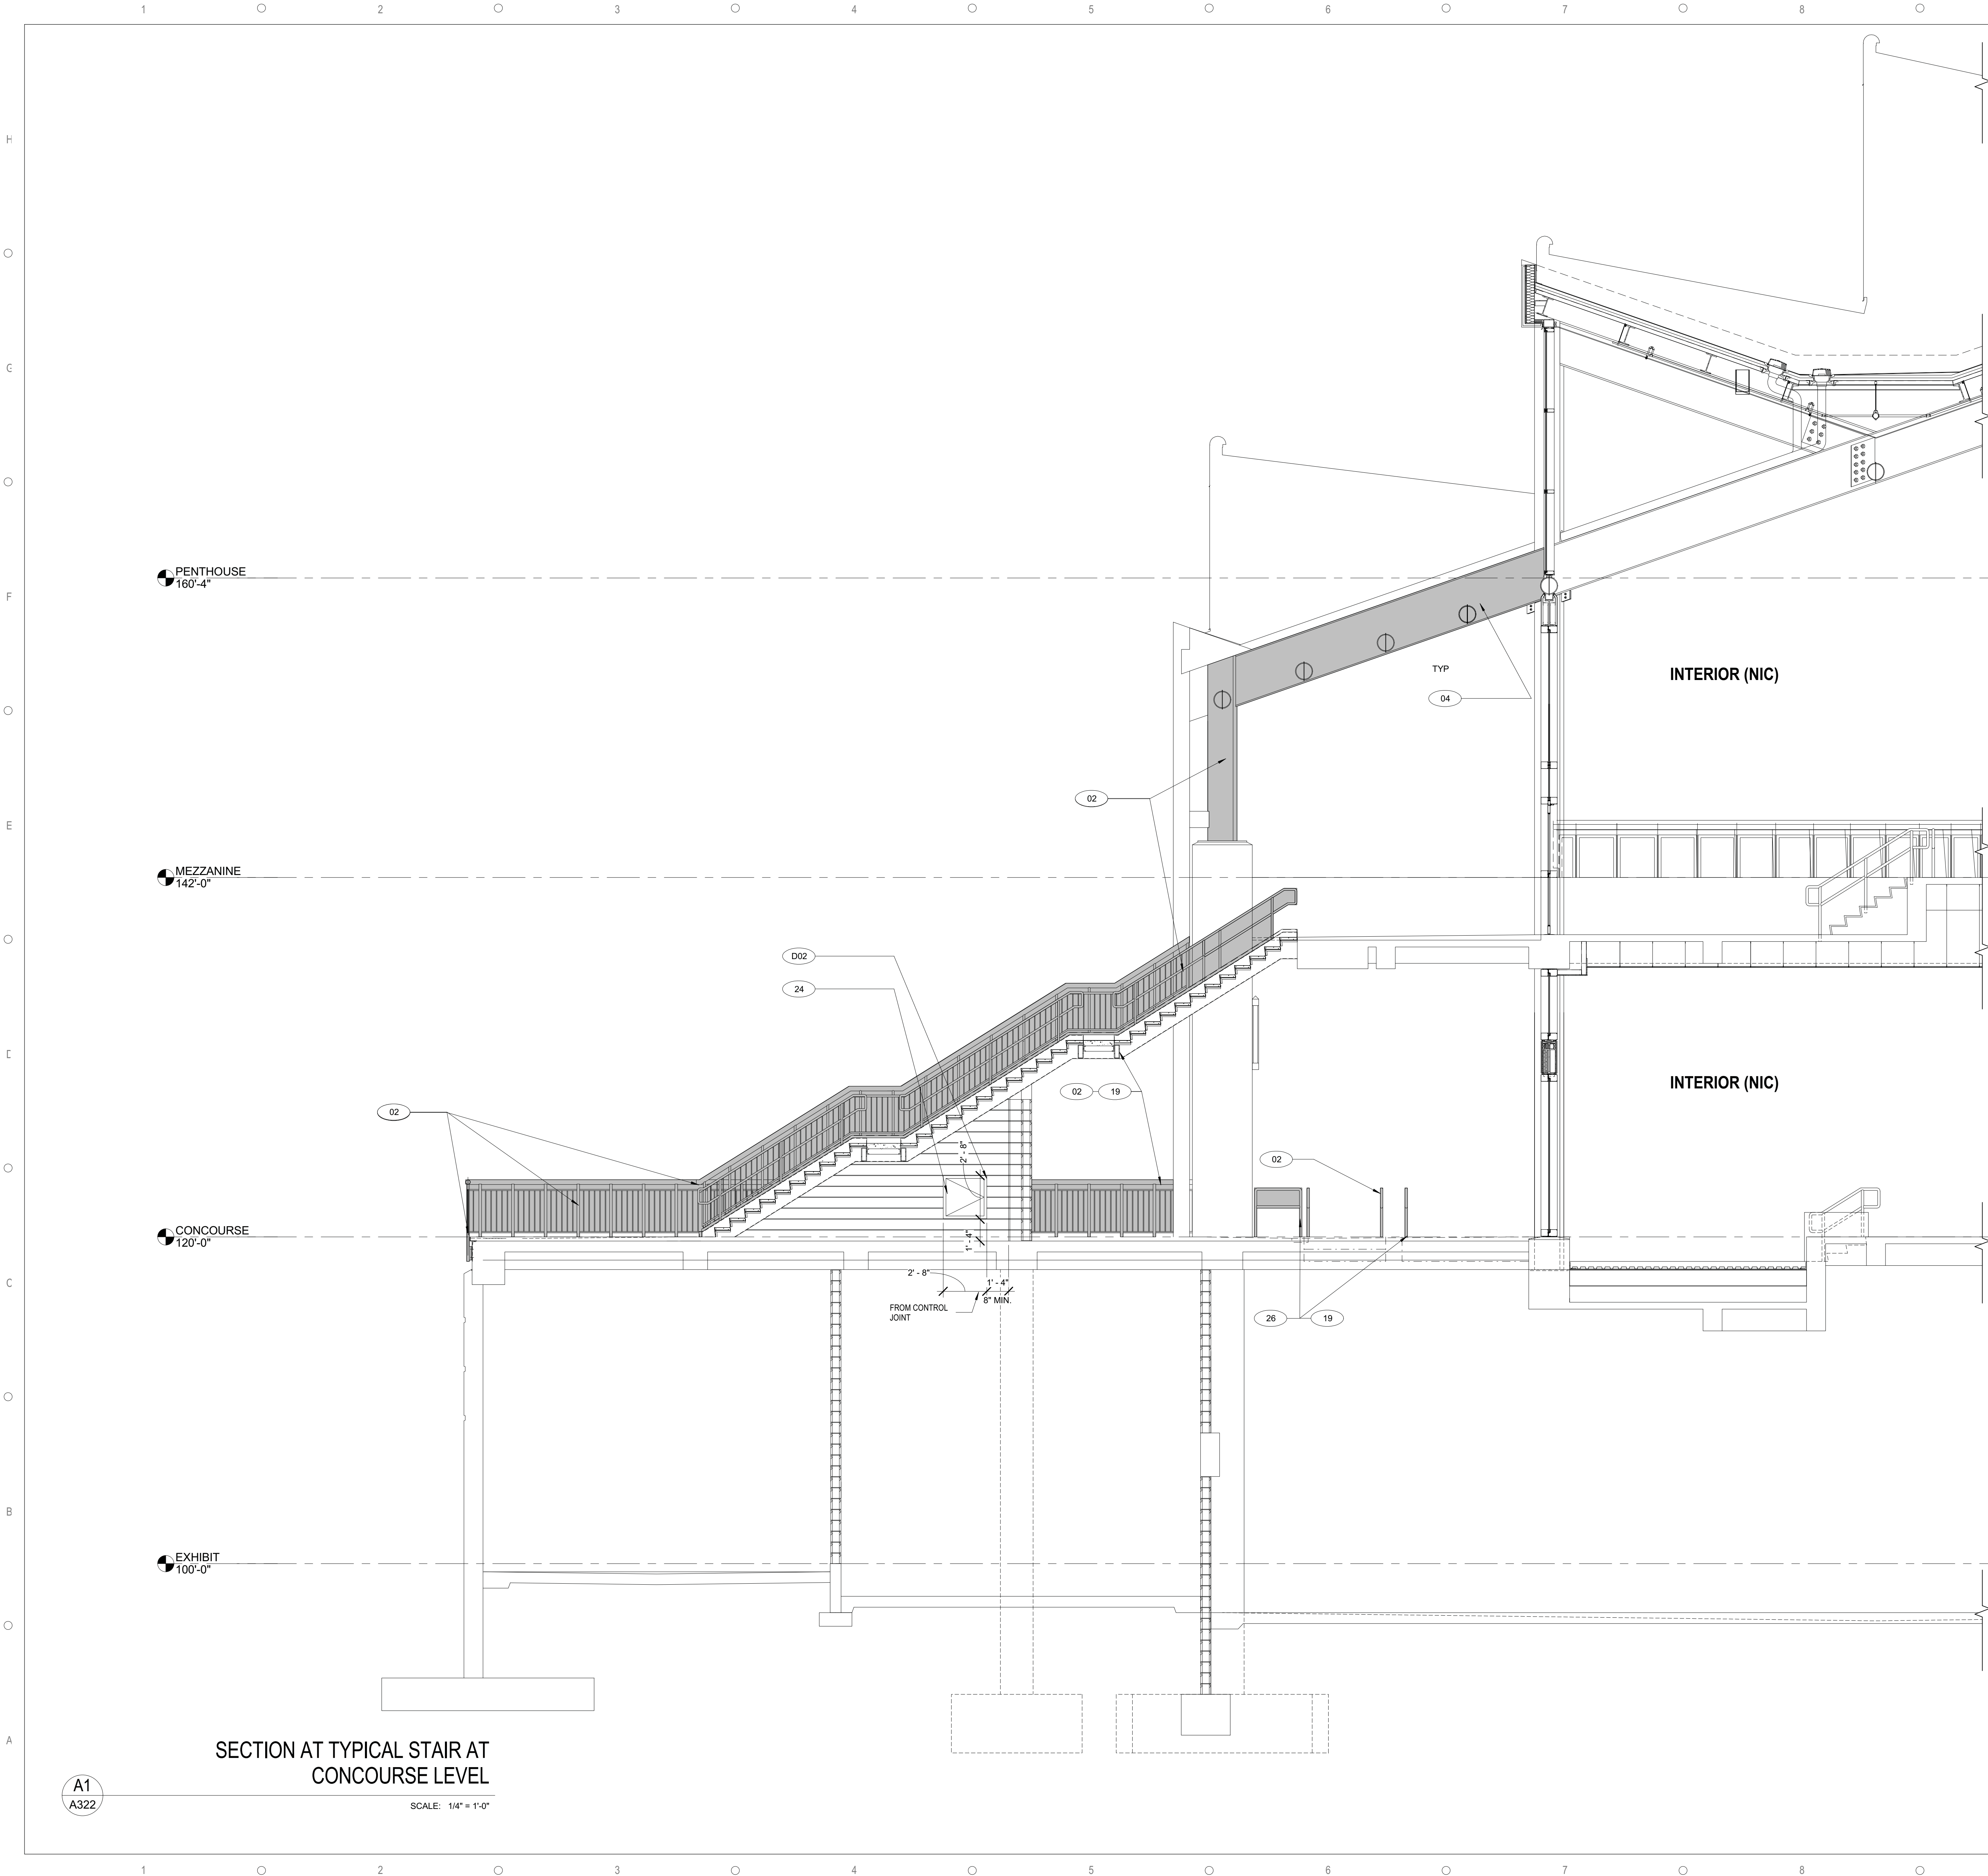 1 2 3 4 5 6 7 8
H
G
PENTHOUSE
160'-4"
F
TYP
INTERIOR (NIC)
04
02
E
MEZZANINE
142'-0"
D02
24
D
INTERIOR (NIC)
02 19
02
2' - 8"
02
CONCOURSE
120'-0"
1' - 4"
C
2' - 8"
1' - 4"
8" MIN.
FROM CONTROL
JOINT
26 19
B
EXHIBIT
100'-0"
A
SECTION AT TYPICAL STAIR AT
CONCOURSE LEVEL
A1
A322
SCALE: 1/4" = 1'-0"
1 2 3 4 5 6 7 8